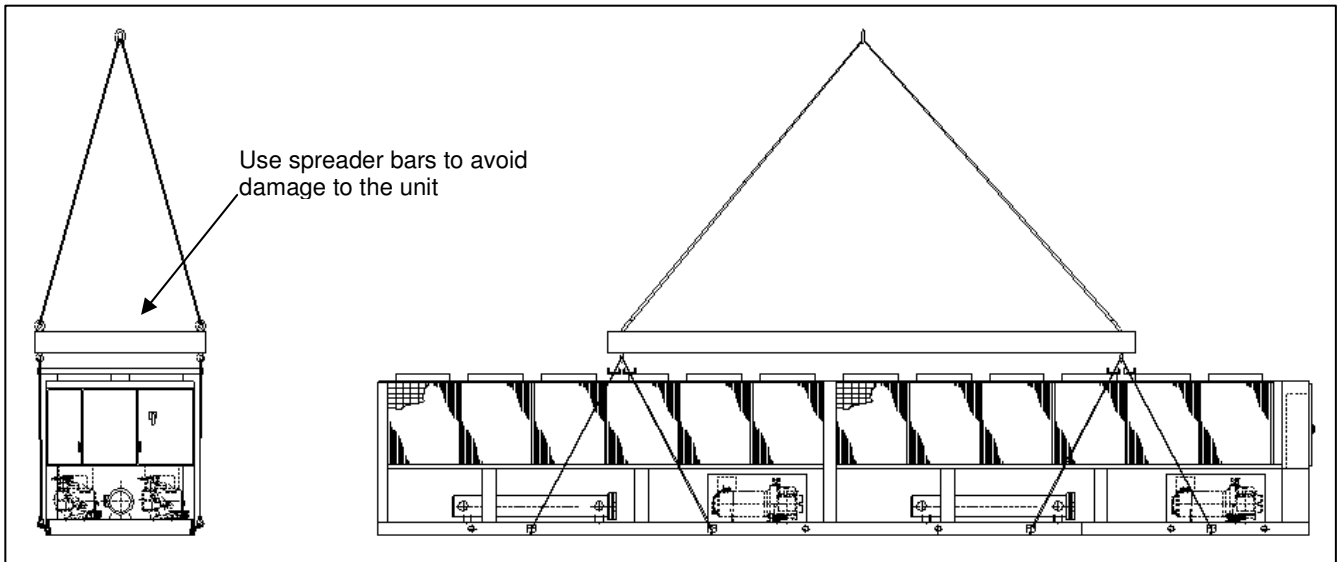 Use spreader bars to avoid
damage to the unit